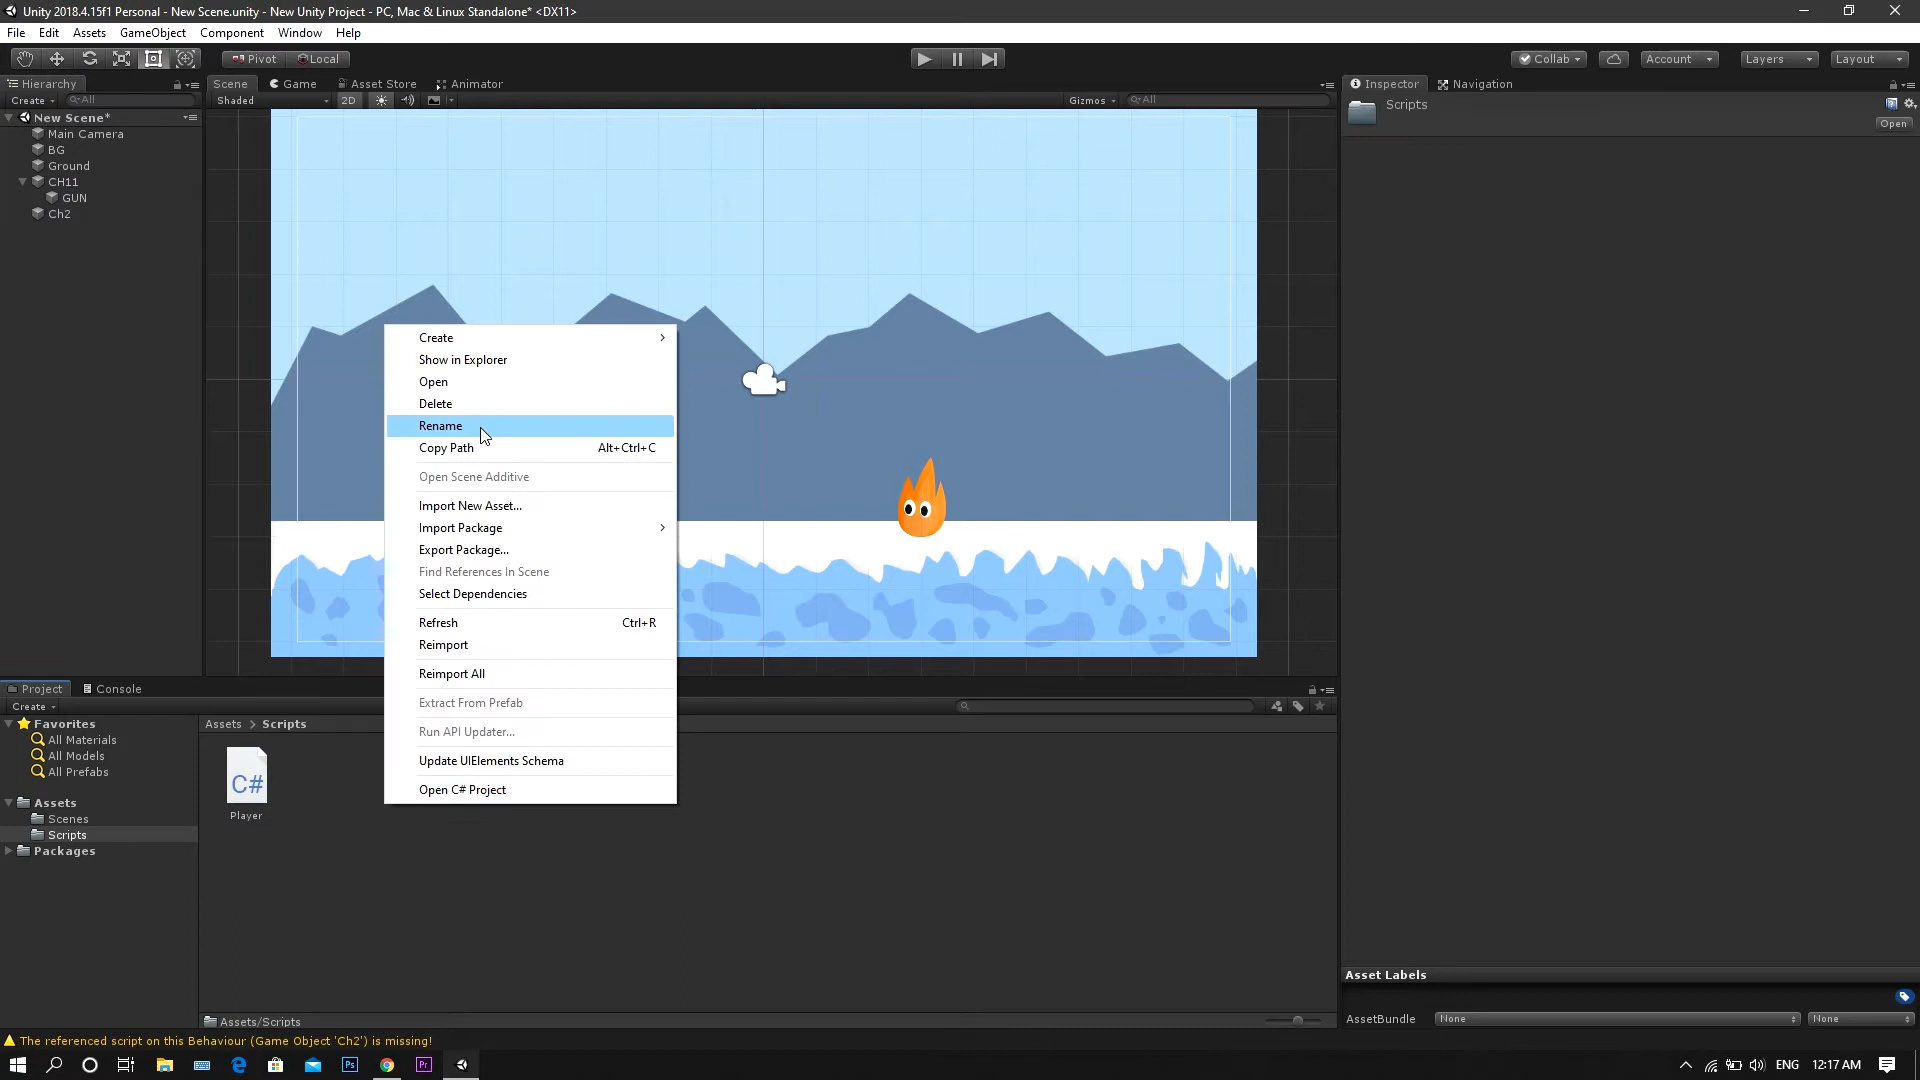 Unity 2018.4.15f1 Personal - New Scene.unity - New Unity Project - PC, Mac & Linux Standalone* <DX11>
File Edit Assets GameObject Component Window Help
Pivot Local Collab Account Layers Layout
Hierarchy
Create All
New Scene*
Main Camera
BG
Ground
CH11
GUN
Ch2
Scene Game Asset Store Animator
Shaded 2D Gizmos All
Inspector Navigation
Scripts
Open
Create
Show in Explorer
Open
Delete
Rename
Copy Path Alt+Ctrl+C
Open Scene Additive
Import New Asset...
Import Package
Export Package...
Find References In Scene
Select Dependencies
Refresh Ctrl+R
Reimport
Reimport All
Extract From Prefab
Run API Updater...
Update UIElements Schema
Open C# Project
Project Console
Create
Favorites
All Materials
All Models
All Prefabs
Assets
Scenes
Scripts
Packages
Assets > Scripts
C#
Player
Assets/Scripts
Asset Labels
AssetBundle None None
The referenced script on this Behaviour (Game Object 'Ch2') is missing!
Ps Pr ENG 12:17 AM